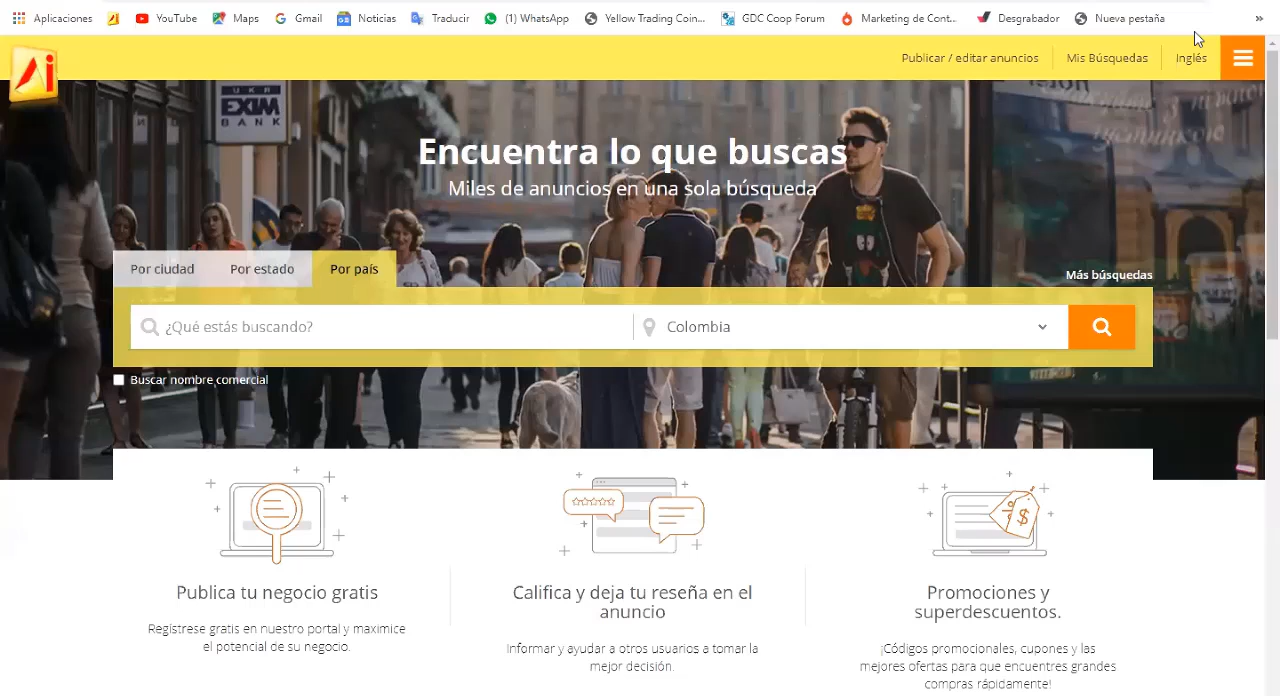 Aplicaciones
YouTube
Maps
Gmail
Noticias
Traducir
(1) WhatsApp
Yellow Trading Coin...
GDC Coop Forum
Marketing de Cont...
Desgrabador
Nueva pestaña
»
Ai
Publicar / editar anuncios
Mis Búsquedas
Inglés
УКР
EXIM
BANK
Encuentra lo que buscas
Miles de anuncios en una sola búsqueda
Por ciudad
Por estado
Por país
Más búsquedas
¿Qué estás buscando?
Colombia
Buscar nombre comercial
Publica tu negocio gratis
Regístrese gratis en nuestro portal y maximice
el potencial de su negocio.
Califica y deja tu reseña en el
anuncio
Informar y ayudar a otros usuarios a tomar la
mejor decisión.
% $
Promociones y
superdescuentos.
¡Códigos promocionales, cupones y las
mejores ofertas para que encuentres grandes
compras rápidamente!